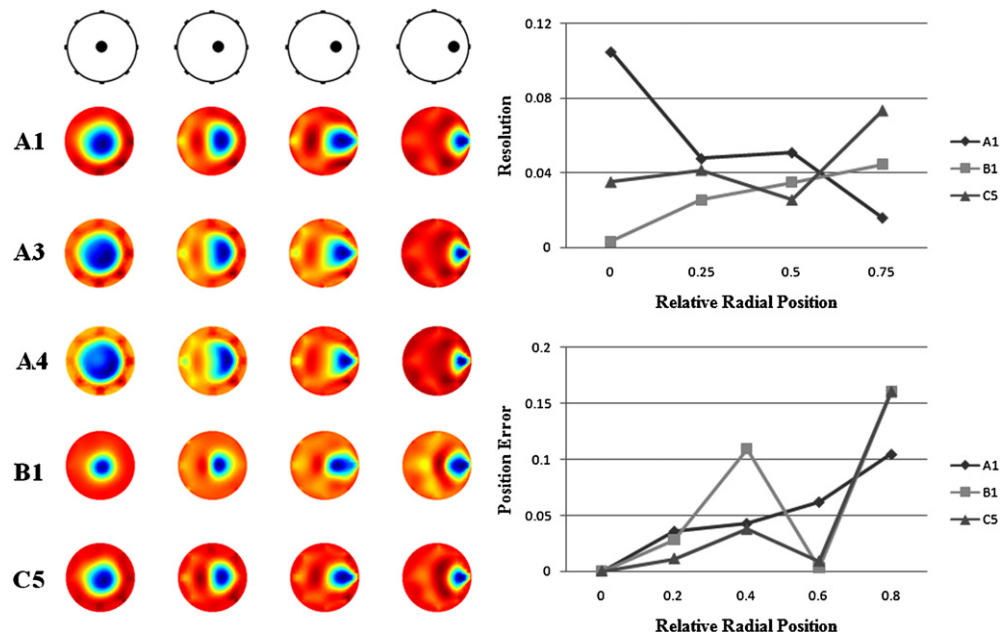 A1
A3
A4
B1
C5
Resolution
0.12
0.08
0.04
0
0 0.25 0.5 0.75
Relative Radial Position
A1
B1
C5
Position Error
0.2
0.15
0.1
0.05
0
0 0.2 0.4 0.6 0.8
Relative Radial Position
A1
B1
C5